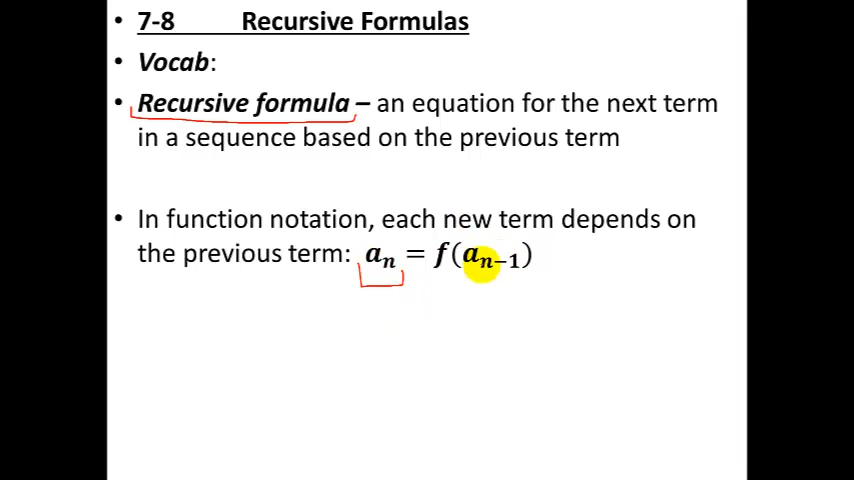 • 7-8 Recursive Formulas
• Vocab:
• Recursive formula – an equation for the next term
in a sequence based on the previous term
• In function notation, each new term depends on
the previous term: aₙ = f(aₙ₋₁)